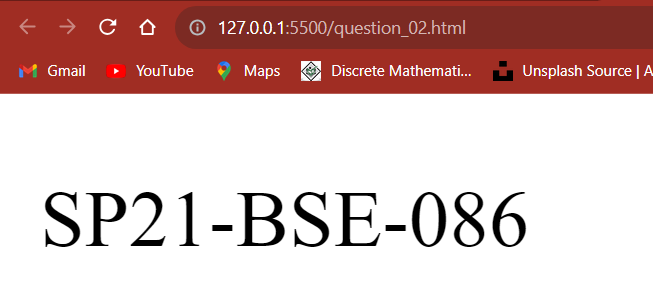 127.0.0.1:5500/question_02.html
Gmail YouTube Maps Discrete Mathemati... Unsplash Source | A
SP21-BSE-086